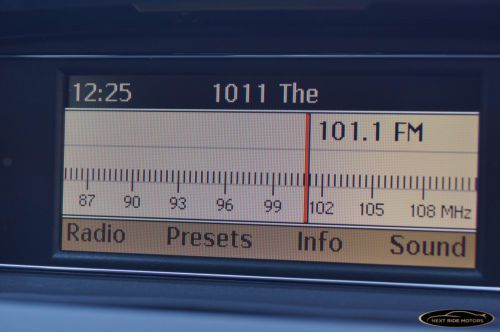 12:25 1011 The
101.1 FM
87 90 93 96 99 102 105 108 MHz
Radio Presets Info Sound
NEXT RIDE MOTORS